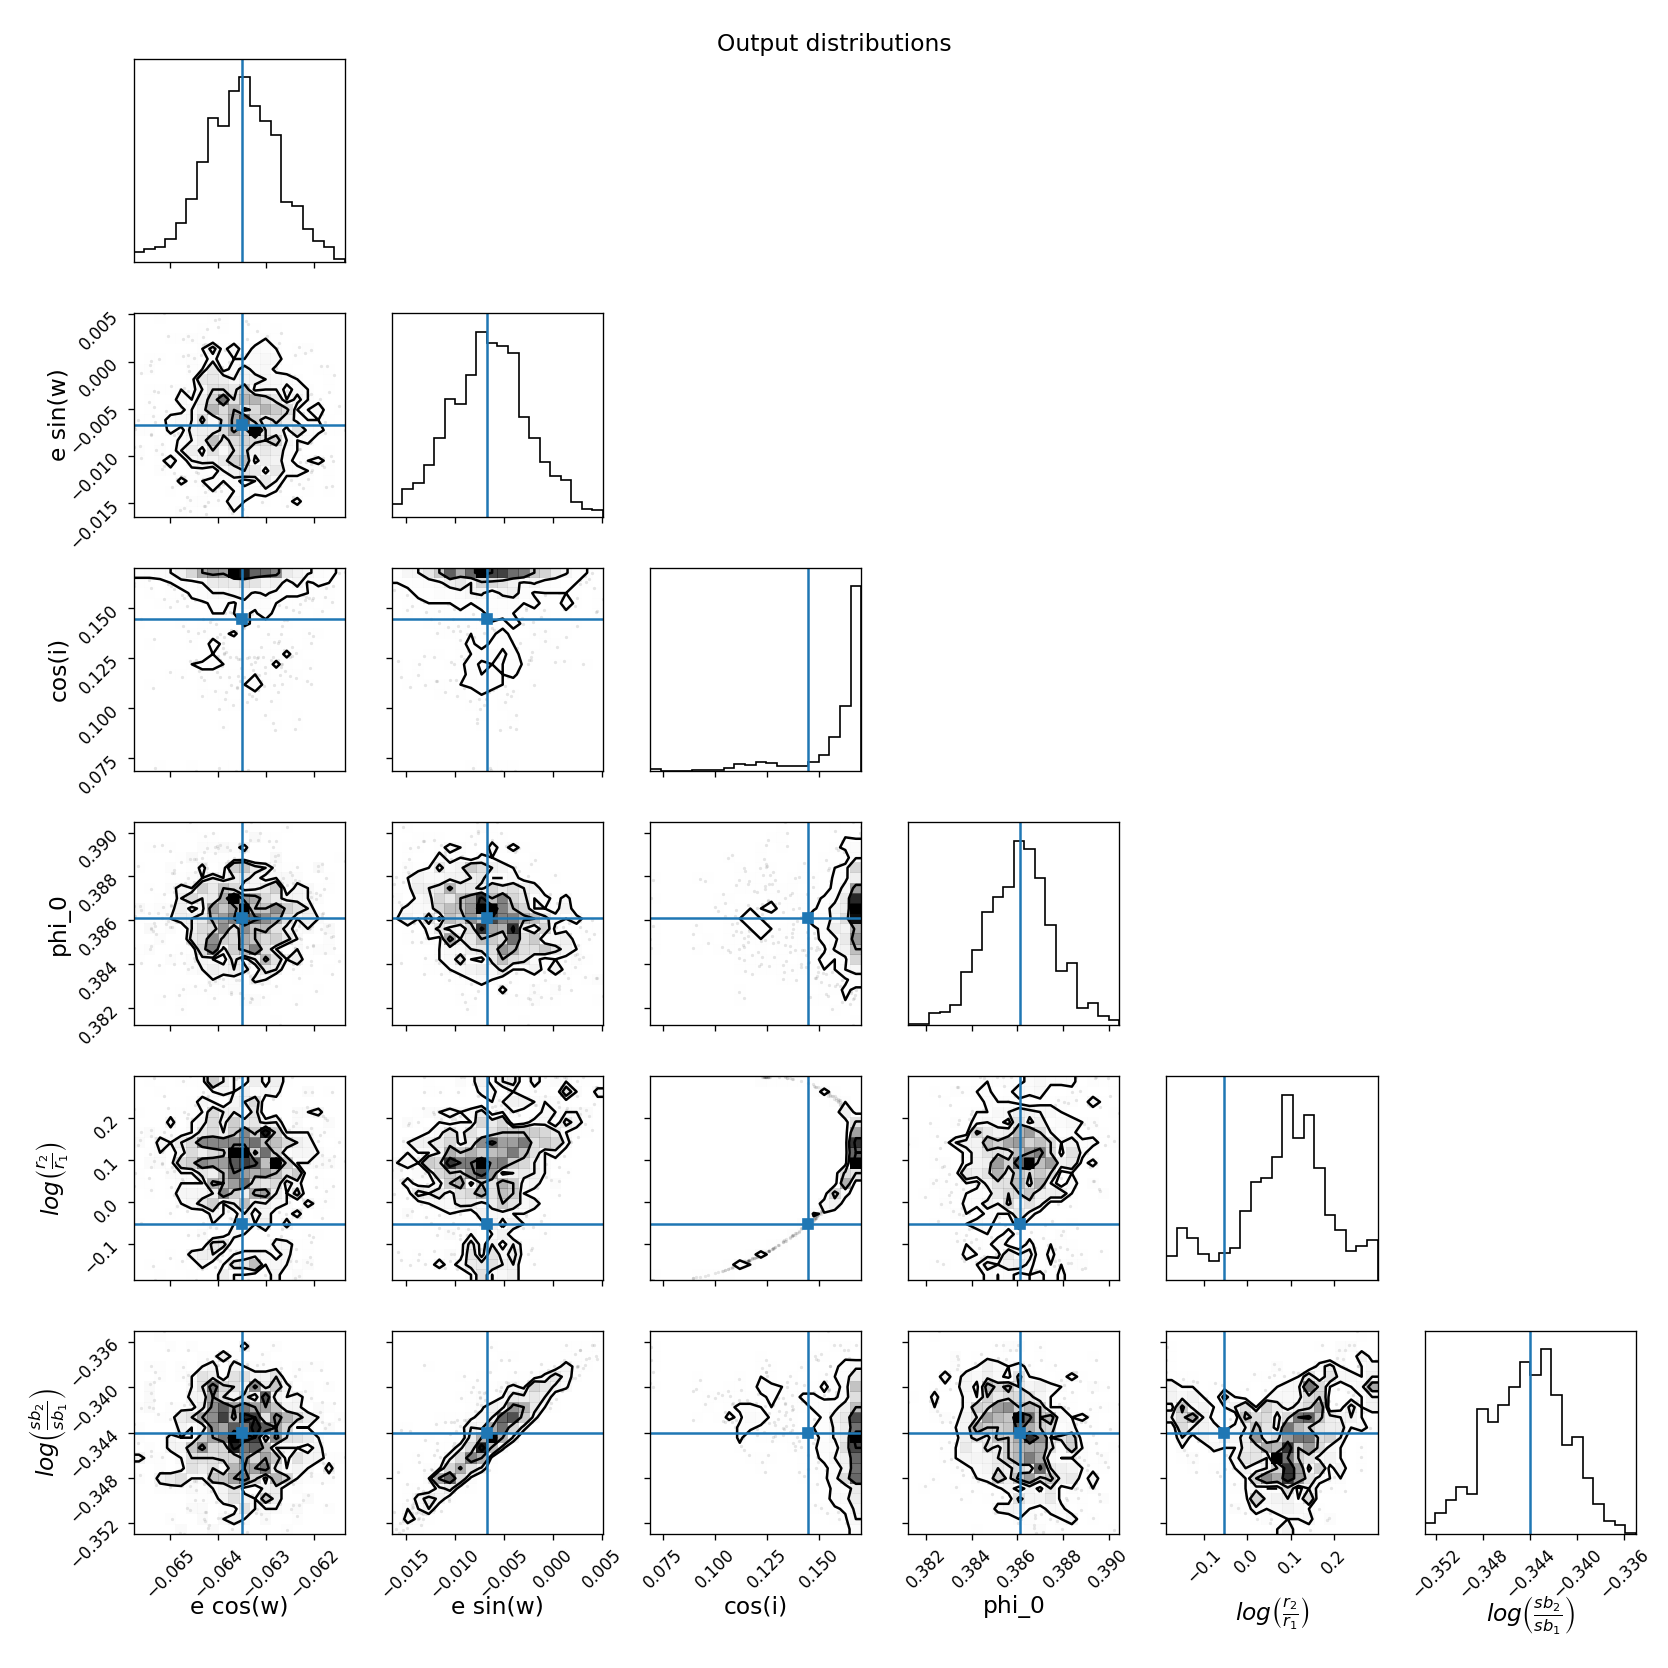 Output distributions
e sin(w)
0.005
0.000
−0.005
−0.010
−0.015
cos(i)
0.150
0.125
0.100
0.075
phi_0
0.390
0.388
0.386
0.384
0.382
log(r2/r1)
0.2
0.1
0.0
−0.1
log(sb2/sb1)
−0.336
−0.340
−0.344
−0.348
−0.352
−0.065 −0.064 −0.063 −0.062
−0.015 −0.010 −0.005 0.000 0.005
0.075 0.100 0.125 0.150
0.382 0.384 0.386 0.388 0.390
−0.1 0.0 0.1 0.2
−0.352 −0.348 −0.344 −0.340 −0.336
e cos(w) e sin(w) cos(i) phi_0 log(r2/r1) log(sb2/sb1)